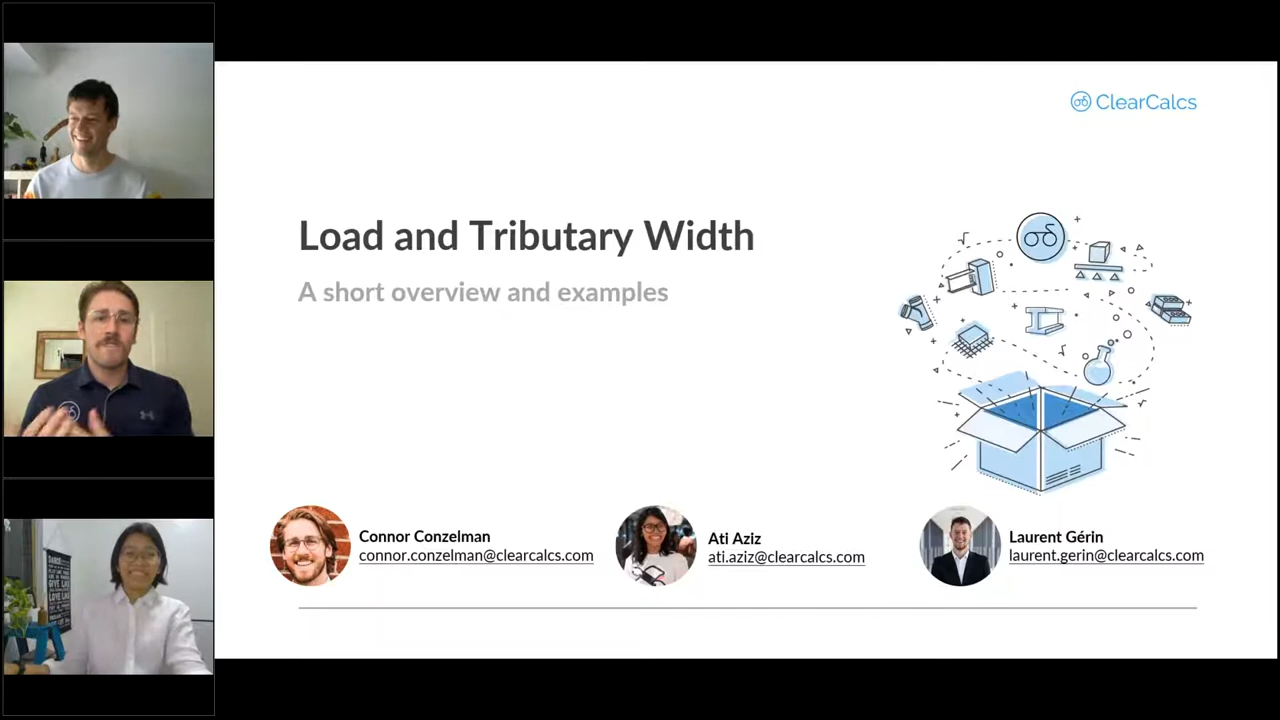 ClearCalcs
Load and Tributary Width
A short overview and examples
Connor Conzelman
connor.conzelman@clearcalcs.com
Ati Aziz
ati.aziz@clearcalcs.com
Laurent Gérin
laurent.gerin@clearcalcs.com